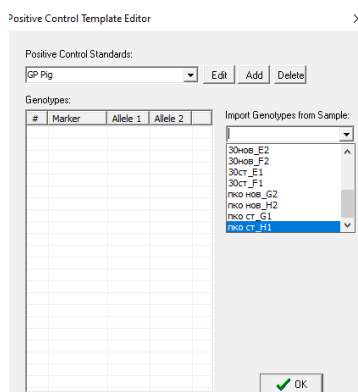 Positive Control Template Editor
Positive Control Standards:
GP Pig
Edit Add Delete
Genotypes:
# Marker Allele 1 Allele 2
Import Genotypes from Sample:
30нов_E2
30нов_F2
30ст_E1
30ст_F1
пко нов_G2
пко нов_H2
пко ст_G1
пко ст_H1
OK